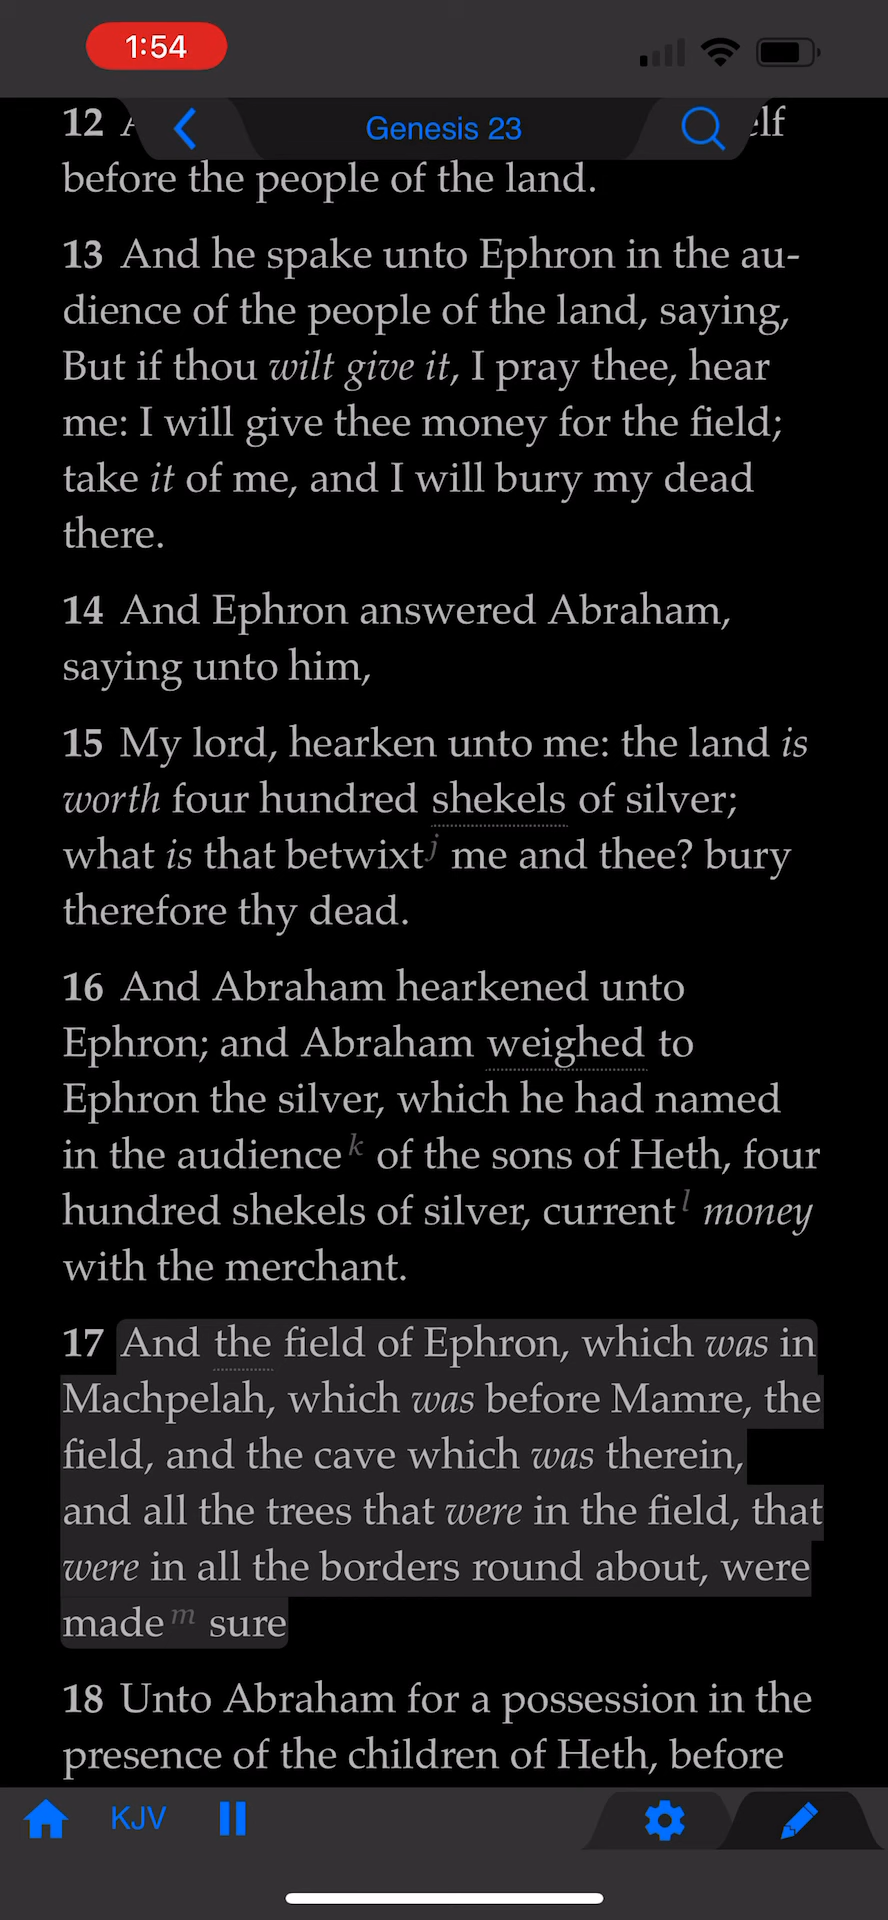 1:54
Genesis 23
12
before the people of the land.
13 And he spake unto Ephron in the au-
dience of the people of the land, saying,
But if thou wilt give it, I pray thee, hear
me: I will give thee money for the field;
take it of me, and I will bury my dead
there.
14 And Ephron answered Abraham,
saying unto him,
15 My lord, hearken unto me: the land is
worth four hundred shekels of silver;
what is that betwixt j me and thee? bury
therefore thy dead.
16 And Abraham hearkened unto
Ephron; and Abraham weighed to
Ephron the silver, which he had named
in the audience k of the sons of Heth, four
hundred shekels of silver, current l money
with the merchant.
17 And the field of Ephron, which was in
Machpelah, which was before Mamre, the
field, and the cave which was therein,
and all the trees that were in the field, that
were in all the borders round about, were
made m sure
18 Unto Abraham for a possession in the
presence of the children of Heth, before
KJV